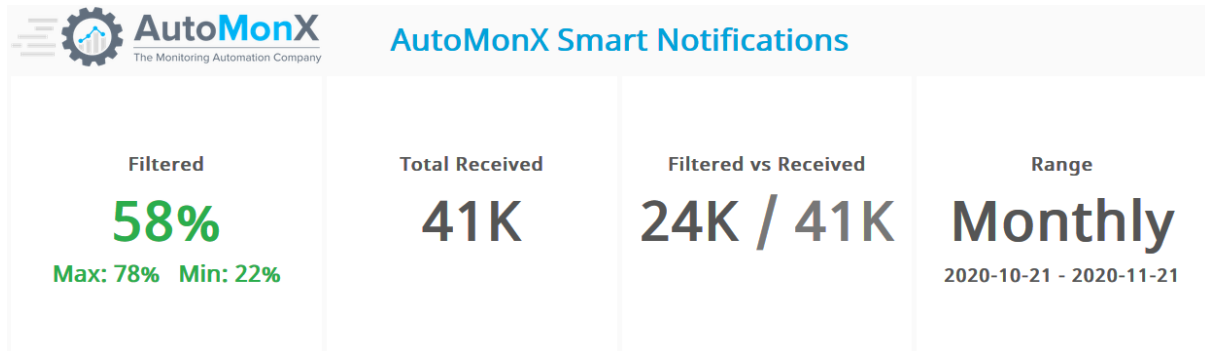 AutoMonX
The Monitoring Automation Company
AutoMonX Smart Notifications
Filtered
58%
Max: 78% Min: 22%
Total Received
41K
Filtered vs Received
24K / 41K
Range
Monthly
2020-10-21 - 2020-11-21